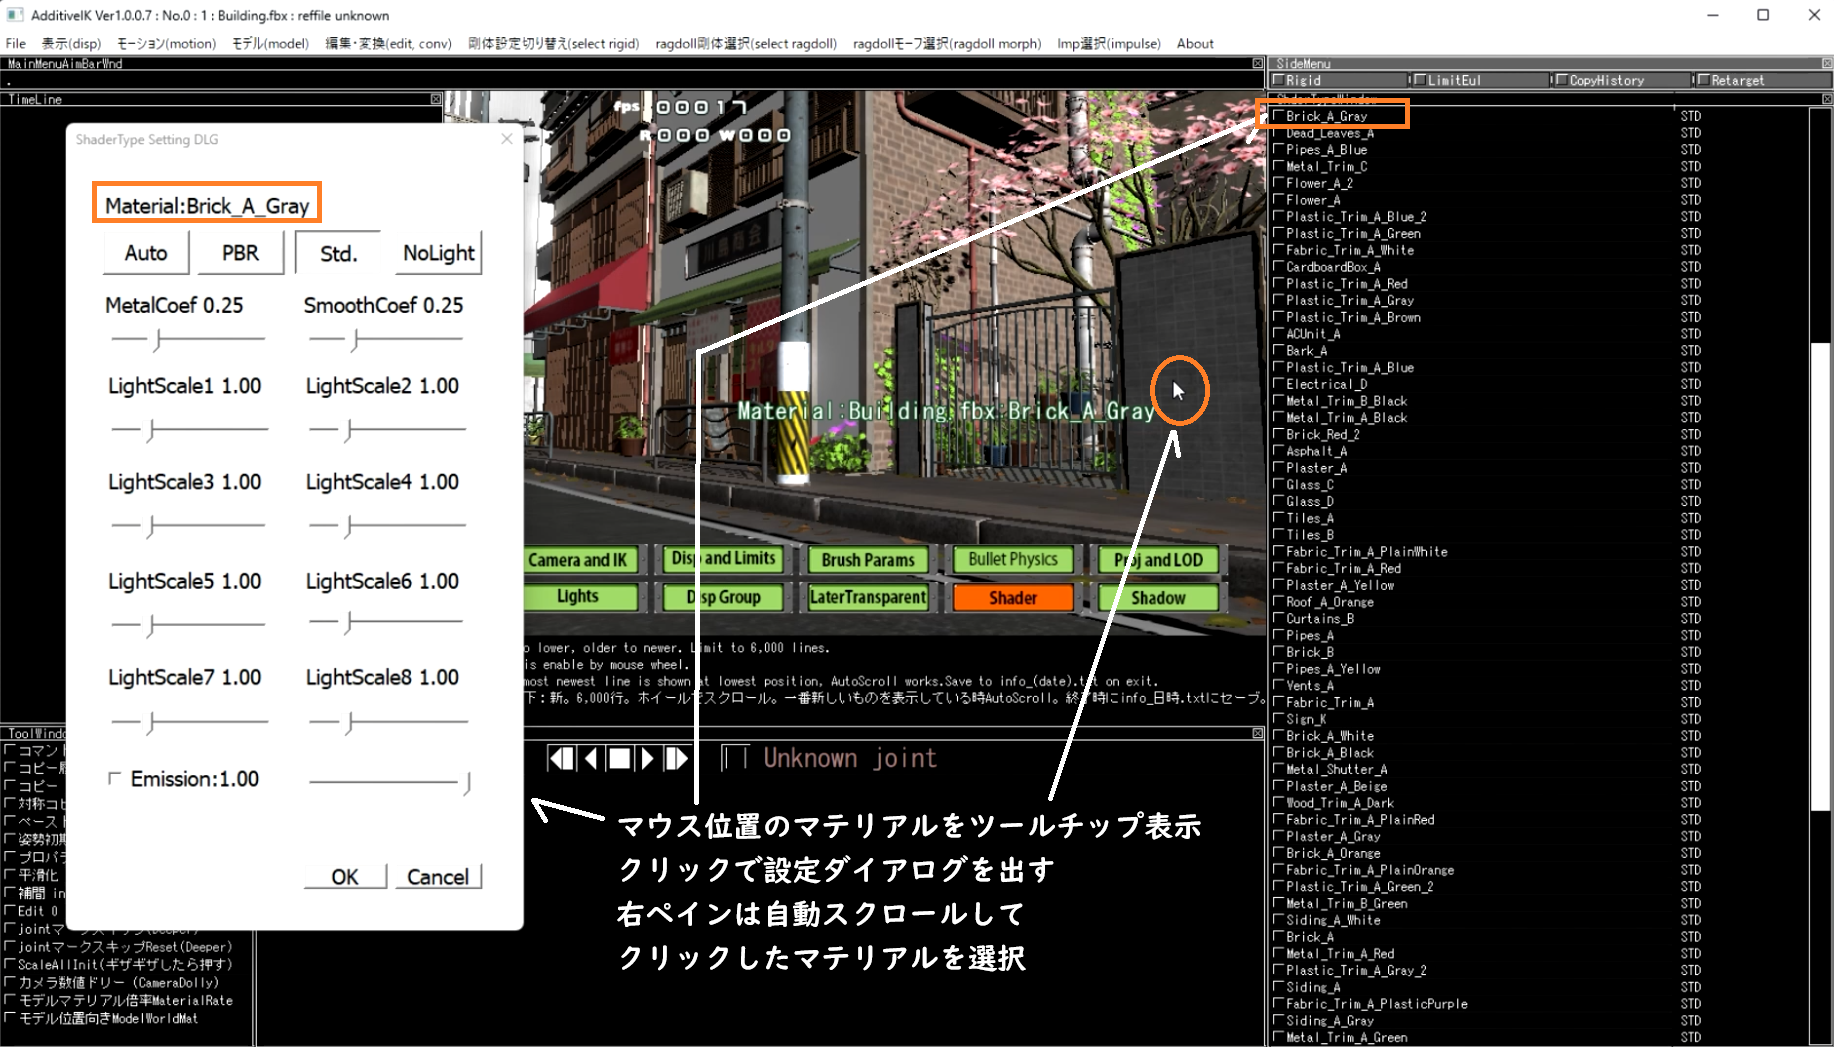 AdditiveIK Ver1.0.0.7 : No.0 : 1 : Building.fbx : reffile unknown
File 表示(disp) モーション(motion) モデル(model) 編集・変換(edit, conv) 剛体設定切り替え(select rigid) ragdoll剛体選択(select ragdoll) ragdollモーフ選択(ragdoll morph) Imp選択(impulse) About
MainMenuAimBarWnd
SideMenu
Rigid LimitEul CopyHistory Retarget
TimeLine
ShaderTypeWindow
fps 00017
R000 W000
ShaderType Setting DLG
Material:Brick_A_Gray
Auto PBR Std. NoLight
MetalCoef 0.25 SmoothCoef 0.25
LightScale1 1.00 LightScale2 1.00
LightScale3 1.00 LightScale4 1.00
LightScale5 1.00 LightScale6 1.00
LightScale7 1.00 LightScale8 1.00
Emission:1.00
OK Cancel
Material:Building.fbx:Brick_A_Gray
Camera and IK Disp and Limits Brush Params Bullet Physics Proj and LOD
Lights Disp Group LaterTransparent Shader Shadow
o lower, older to newer. Limit to 6,000 lines.
is enable by mouse wheel.
most newest line is shown at lowest position, AutoScroll works.Save to info_(date).txt on exit.
下：新。6,000行。ホイールでスクロール。一番新しいものを表示している時AutoScroll。終了時にinfo_日時.txtにセーブ。
Unknown joint
マウス位置のマテリアルをツールチップ表示
クリックで設定ダイアログを出す
右ペインは自動スクロールして
クリックしたマテリアルを選択
ToolWindo
コマント
コピー履
コピー
対称コピ
ペースト
姿勢初期
プロパラ
平滑化
補間 in
Edit 0
jointマークスキップ(Deeper)
jointマークスキップReset(Deeper)
ScaleAllInit(ギザギザしたら押す)
カメラ数値ドリー (CameraDolly)
モデルマテリアル倍率MaterialRate
モデル位置向きModelWorldMat
Brick_A_Gray STD
Dead_Leaves_A STD
Pipes_A_Blue STD
Metal_Trim_C STD
Flower_A_2 STD
Flower_A STD
Plastic_Trim_A_Blue_2 STD
Plastic_Trim_A_Green STD
Fabric_Trim_A_White STD
CardboardBox_A STD
Plastic_Trim_A_Red STD
Plastic_Trim_A_Gray STD
Plastic_Trim_A_Brown STD
ACUnit_A STD
Bark_A STD
Plastic_Trim_A_Blue STD
Electrical_D STD
Metal_Trim_B_Black STD
Metal_Trim_A_Black STD
Brick_Red_2 STD
Asphalt_A STD
Plaster_A STD
Glass_C STD
Glass_D STD
Tiles_A STD
Tiles_B STD
Fabric_Trim_A_PlainWhite STD
Fabric_Trim_A_Red STD
Plaster_A_Yellow STD
Roof_A_Orange STD
Curtains_B STD
Pipes_A STD
Brick_B STD
Pipes_A_Yellow STD
Vents_A STD
Fabric_Trim_A STD
Sign_K STD
Brick_A_White STD
Brick_A_Black STD
Metal_Shutter_A STD
Plaster_A_Beige STD
Wood_Trim_A_Dark STD
Fabric_Trim_A_PlainRed STD
Plaster_A_Gray STD
Brick_A_Orange STD
Fabric_Trim_A_PlainOrange STD
Plastic_Trim_A_Green_2 STD
Metal_Trim_B_Green STD
Siding_A_White STD
Brick_A STD
Metal_Trim_A_Red STD
Plastic_Trim_A_Gray_2 STD
Siding_A STD
Fabric_Trim_A_PlasticPurple STD
Siding_A_Gray STD
Metal_Trim_A_Green STD